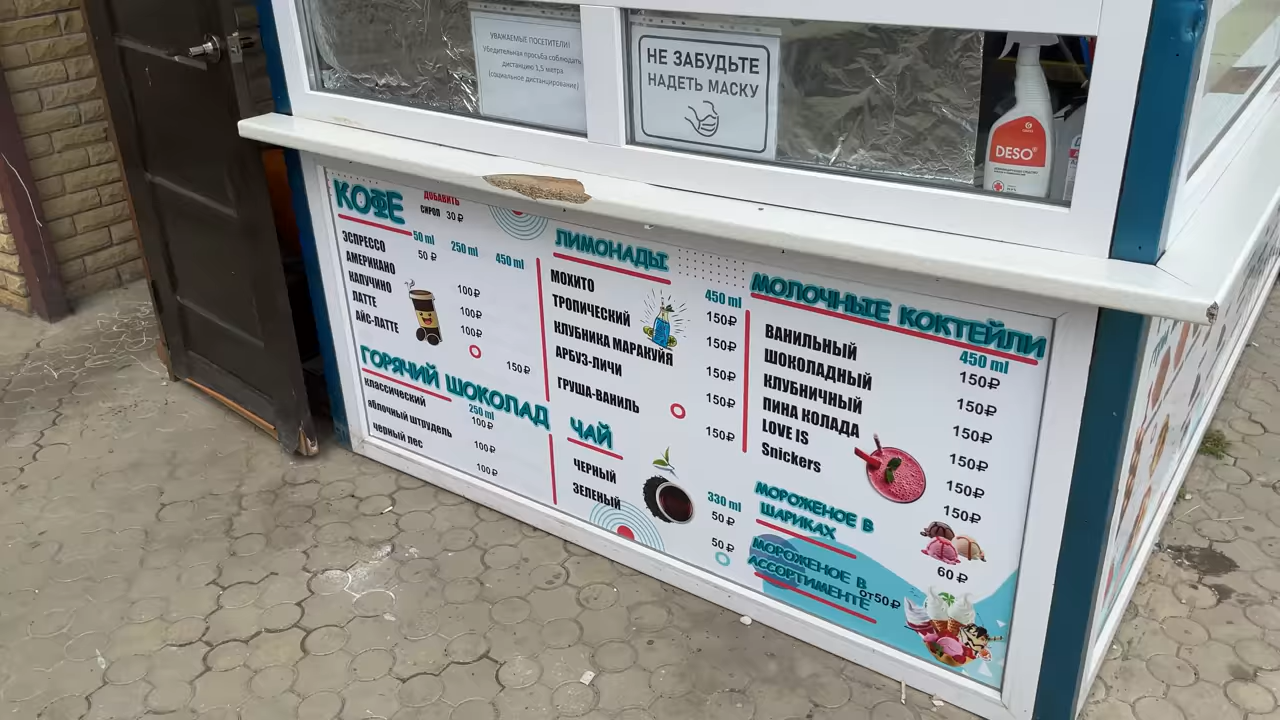 УВАЖАЕМЫЕ ПОСЕТИТЕЛИ!
Убедительная просьба соблюдать
дистанцию 1,5 метра
(социальное дистанцирование)
НЕ ЗАБУДЬТЕ
НАДЕТЬ МАСКУ
DESO
КОФЕ
ДОБАВИТЬ
СИРОП 30 ₽
50 ml 250 ml 450 ml
ЭСПРЕССО 50 ₽
АМЕРИКАНО 100₽
КАПУЧИНО 100₽
ЛАТТЕ 100₽
АЙС-ЛАТТЕ 150₽
ГОРЯЧИЙ ШОКОЛАД
250 ml
классический 100₽
яблочный штрудель 100₽
черный лес 100₽
ЛИМОНАДЫ
450 ml
МОХИТО 150₽
ТРОПИЧЕСКИЙ 150₽
КЛУБНИКА МАРАКУЙЯ 150₽
АРБУЗ-ЛИЧИ 150₽
ГРУША-ВАНИЛЬ 150₽
ЧАЙ
330 ml
ЧЕРНЫЙ 50₽
ЗЕЛЕНЫЙ 50₽
МОЛОЧНЫЕ КОКТЕЙЛИ
450 ml
ВАНИЛЬНЫЙ 150₽
ШОКОЛАДНЫЙ 150₽
КЛУБНИЧНЫЙ 150₽
ПИНА КОЛАДА 150₽
LOVE IS 150₽
Snickers 150₽
МОРОЖЕНОЕ В
ШАРИКАХ
60 ₽
МОРОЖЕНОЕ В
АССОРТИМЕНТЕ
от50₽